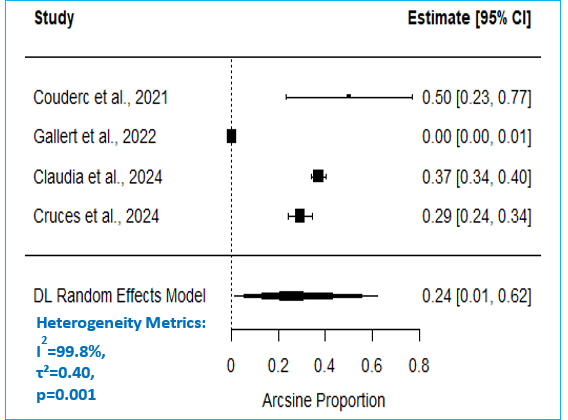 Study Estimate [95% CI]
Couderc et al., 2021 0.50 [0.23, 0.77]
Gallert et al., 2022 0.00 [0.00, 0.01]
Claudia et al., 2024 0.37 [0.34, 0.40]
Cruces et al., 2024 0.29 [0.24, 0.34]
DL Random Effects Model 0.24 [0.01, 0.62]
Heterogeneity Metrics:
I²=99.8%,
τ²=0.40,
p=0.001
0 0.2 0.4 0.6 0.8
Arcsine Proportion